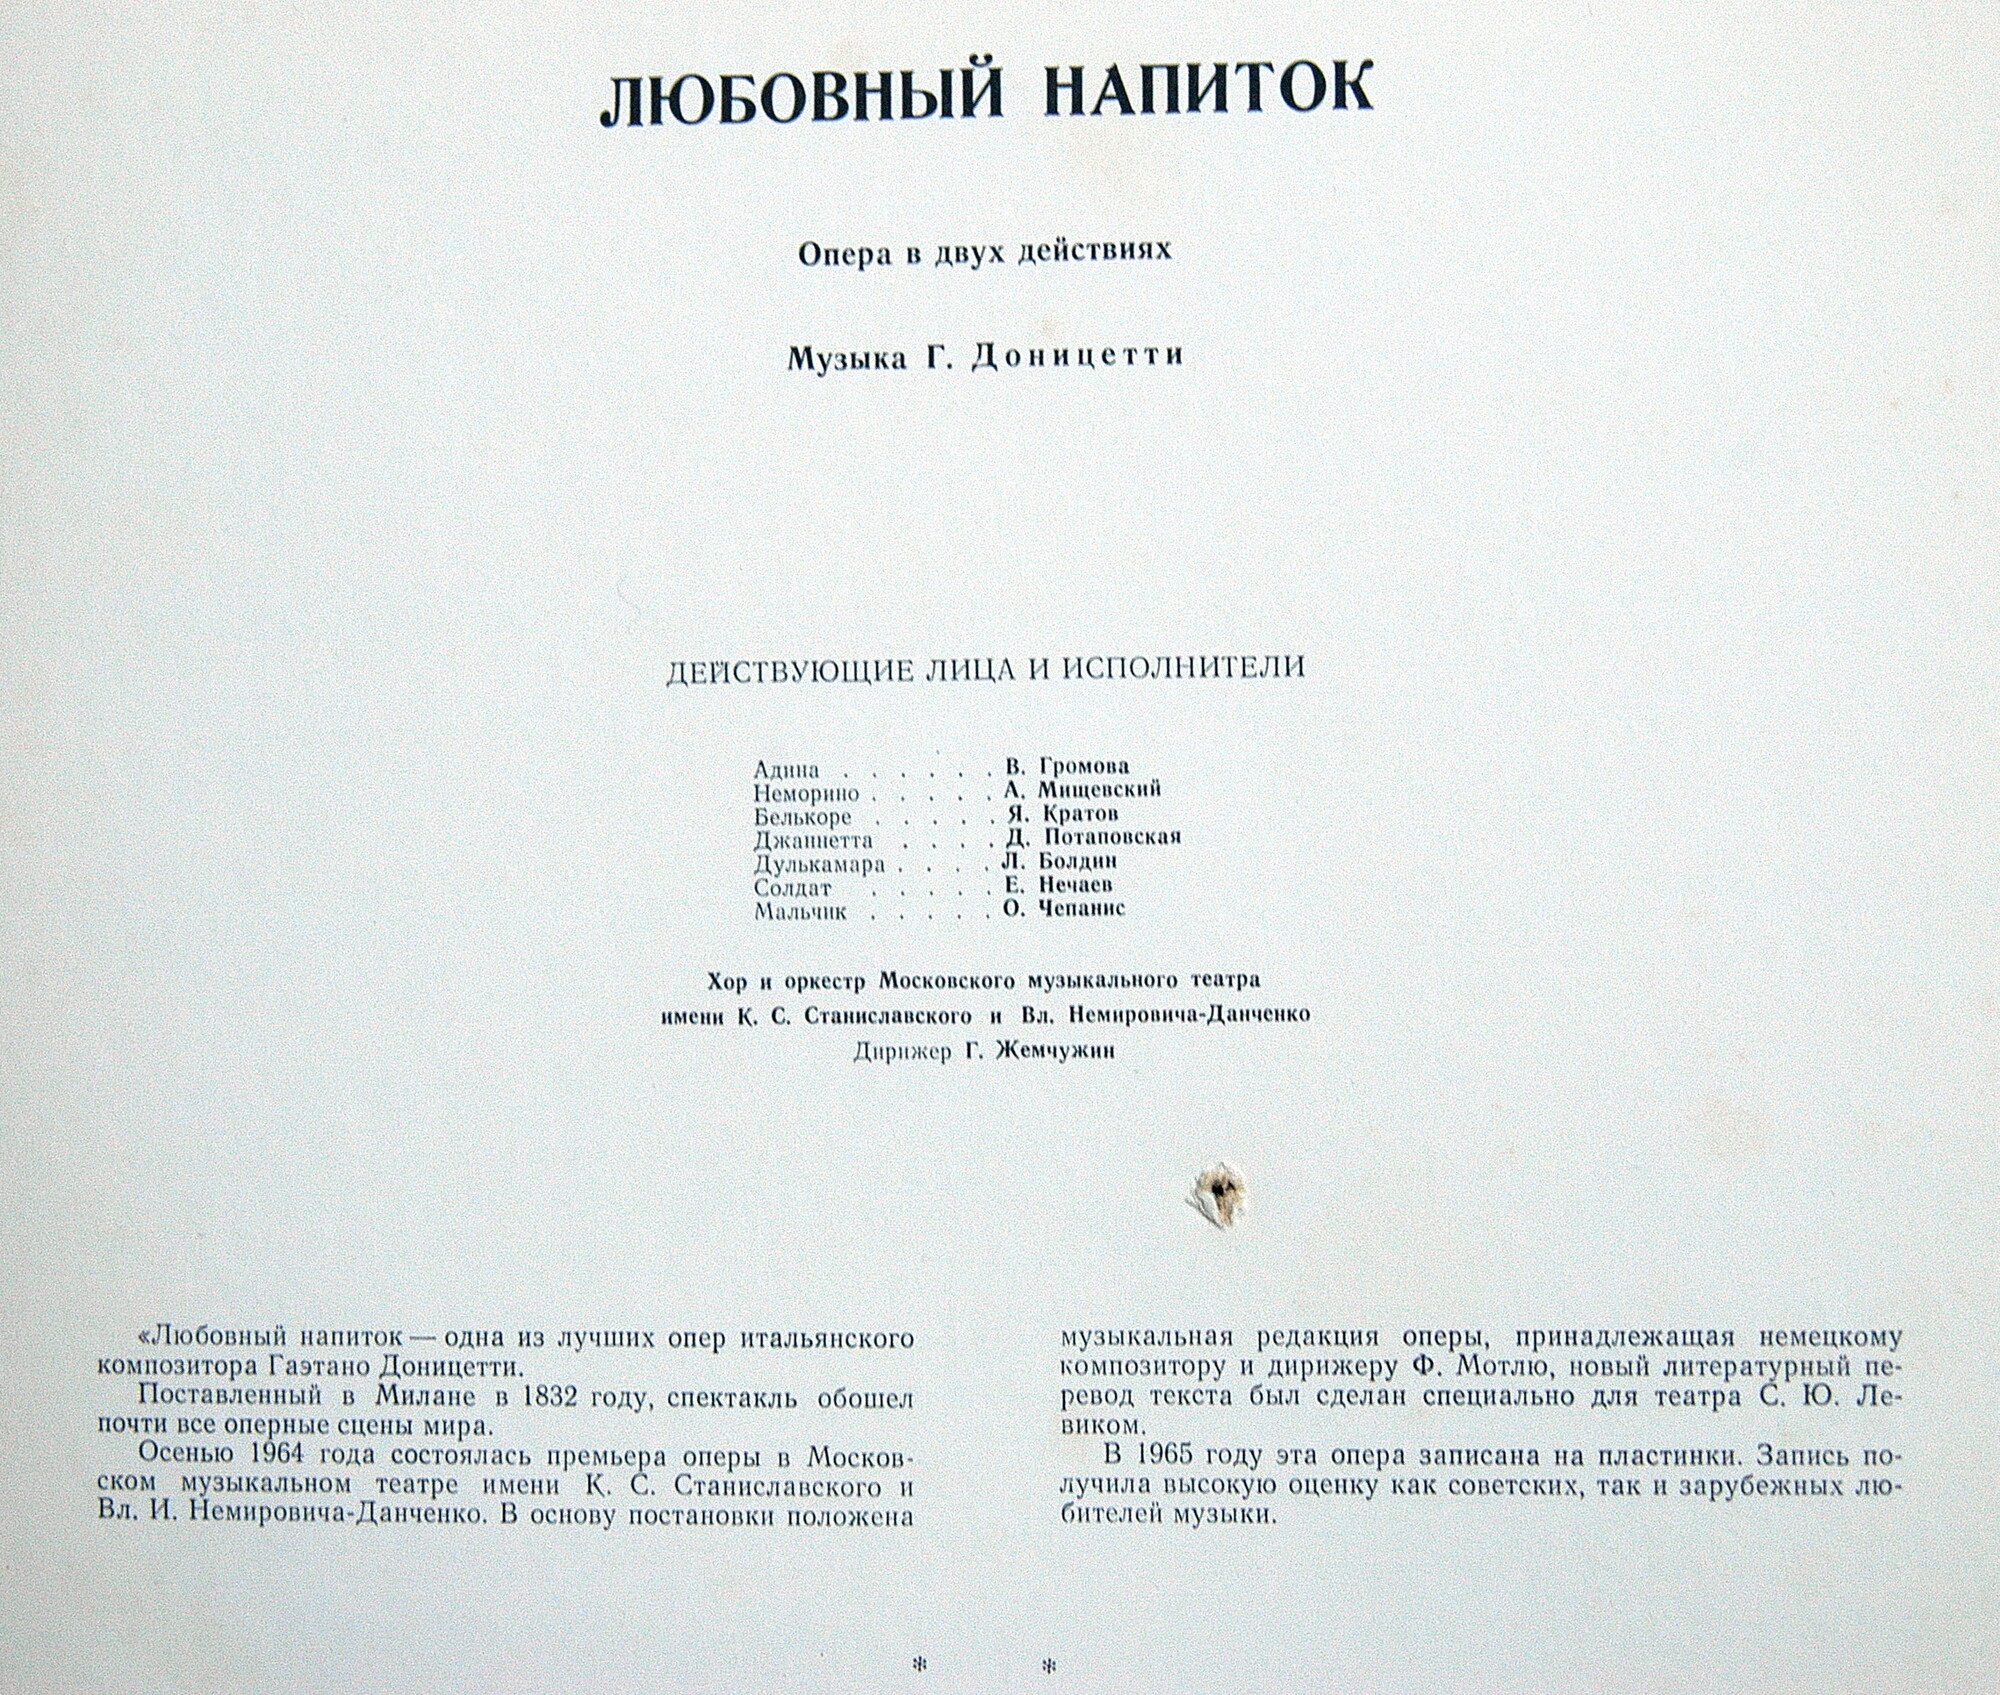 ЛЮБОВНЫЙ НАПИТОК
Опера в двух действиях
Музыка Г. Доницетти
ДЕЙСТВУЮЩИЕ ЛИЦА И ИСПОЛНИТЕЛИ
Адина . . . . . . В. Громова
Неморино . . . . . А. Мищевский
Белькоре . . . . . Я. Кратов
Джаннетта . . . . Д. Потаповская
Дулькамара . . . . Л. Болдин
Солдат . . . . . Е. Нечаев
Мальчик . . . . . О. Чепанис
Хор и оркестр Московского музыкального театра
имени К. С. Станиславского и Вл. Немировича-Данченко
Дирижер Г. Жемчужин
«Любовный напиток — одна из лучших опер итальянского
композитора Гаэтано Доницетти.
Поставленный в Милане в 1832 году, спектакль обошел
почти все оперные сцены мира.
Осенью 1964 года состоялась премьера оперы в Москов-
ском музыкальном театре имени К. С. Станиславского и
Вл. И. Немировича-Данченко. В основу постановки положена
музыкальная редакция оперы, принадлежащая немецкому
композитору и дирижеру Ф. Мотлю, новый литературный пе-
ревод текста был сделан специально для театра С. Ю. Ле-
виком.
В 1965 году эта опера записана на пластинки. Запись по-
лучила высокую оценку как советских, так и зарубежных лю-
бителей музыки.
* *